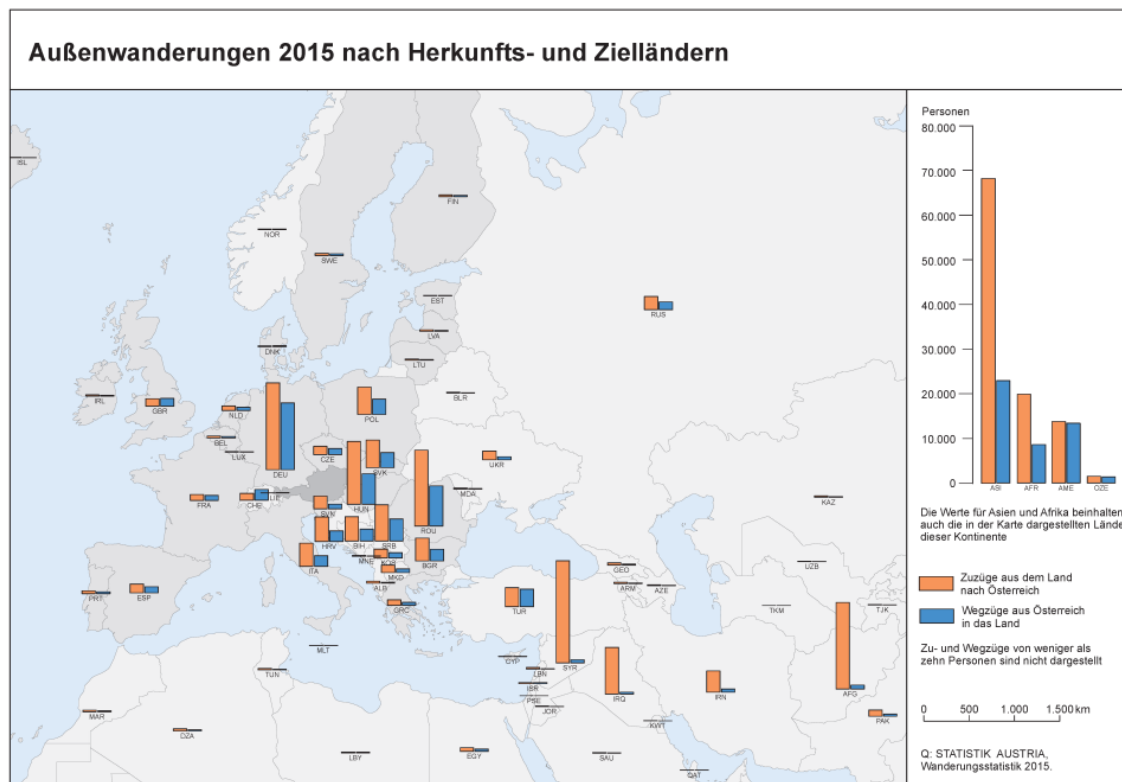 Außenwanderungen 2015 nach Herkunfts- und Zielländern
ISL
FIN
NOR
SWE
EST
RUS
LVA
DNK
LTU
IRL
GBR
NLD
POL
BLR
BEL
LUX
DEU
CZE
SVK
UKR
FRA
CHE
LIE
HUN
MDA
KAZ
SVN
ROU
HRV
BIH
SRB
ITA
MNE
KOS
BGR
MKD
GEO
UZB
PRT
ESP
ALB
GRC
TUR
ARM
AZE
TKM
TJK
MLT
CYP
SYR
TUN
LBN
ISR
IRQ
IRN
AFG
PSE
JOR
MAR
DZA
KWT
PAK
LBY
EGY
SAU
QAT
Personen
80.000
70.000
60.000
50.000
40.000
30.000
20.000
10.000
0
ASI AFR AME OZE
Die Werte für Asien und Afrika beinhalten
auch die in der Karte dargestellten Lände
dieser Kontinente
Zuzüge aus dem Land
nach Österreich
Wegzüge aus Österreich
in das Land
Zu- und Wegzüge von weniger als
zehn Personen sind nicht dargestellt
0 500 1.000 1.500 km
Q: STATISTIK AUSTRIA,
Wanderungsstatistik 2015.